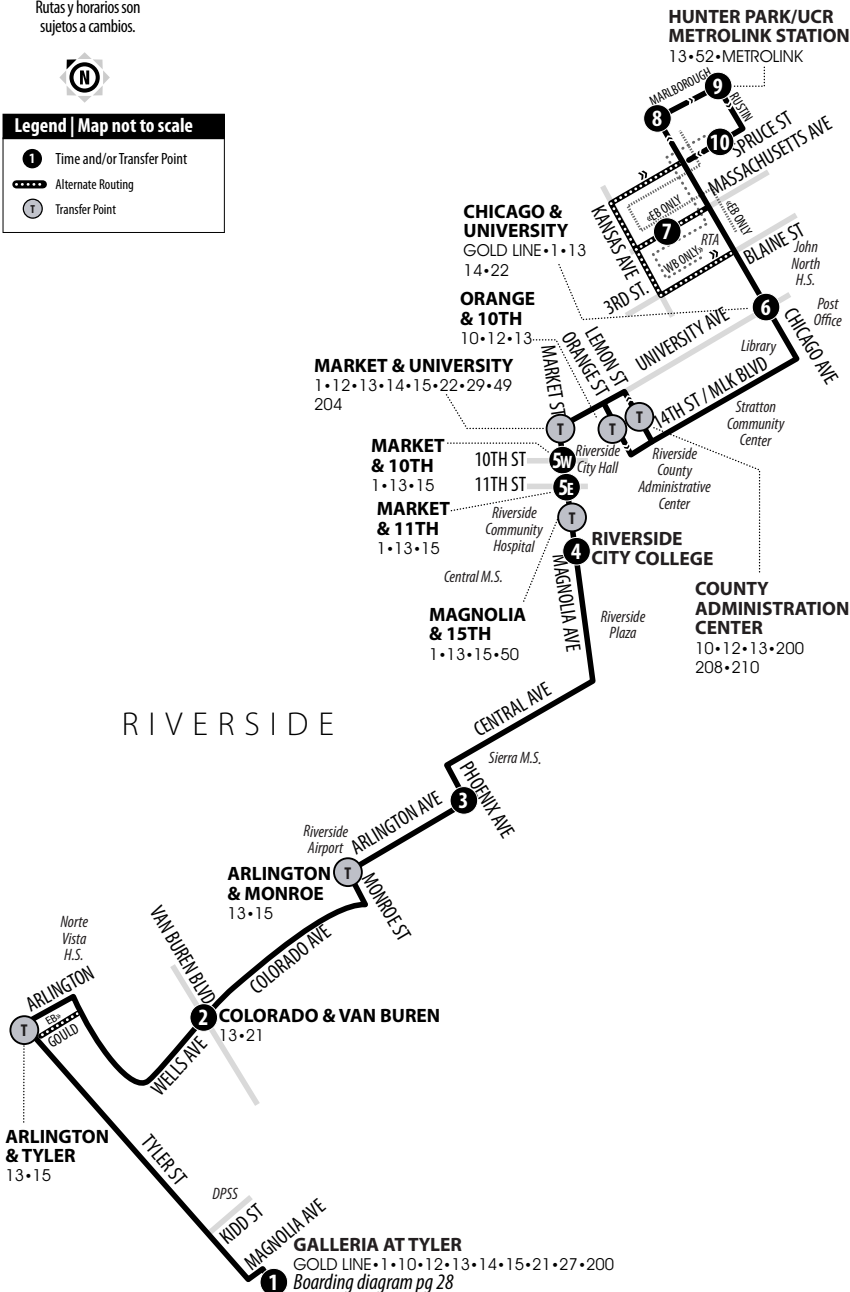 Rutas y horarios son
sujetos a cambios.
N
Legend | Map not to scale
1 Time and/or Transfer Point
Alternate Routing
T Transfer Point
HUNTER PARK/UCR
METROLINK STATION
13•52•METROLINK
MARLBOROUGH
9
RUSTIN
8
10
SPRUCE ST
MASSACHUSETTS AVE
«EB ONLY
«EB ONLY
KANSAS AVE
7
RTA
WB ONLY»
3RD ST.
BLAINE ST
John
North
H.S.
CHICAGO &
UNIVERSITY
GOLD LINE•1•13
14•22
6
Post
Office
CHICAGO AVE
ORANGE
& 10TH
10•12•13
UNIVERSITY AVE
Library
LEMON ST
ORANGE ST
MARKET ST
14TH ST / MLK BLVD
MARKET & UNIVERSITY
1•12•13•14•15•22•29•49
204
T
T
T
Stratton
Community
Center
MARKET
& 10TH
1•13•15
10TH ST
5W
Riverside
City Hall
Riverside
County
Administrative
Center
11TH ST
5E
MARKET
& 11TH
1•13•15
Riverside
Community
Hospital
T
4
RIVERSIDE
CITY COLLEGE
Central M.S.
MAGNOLIA AVE
MAGNOLIA
& 15TH
1•13•15•50
Riverside
Plaza
COUNTY
ADMINISTRATION
CENTER
10•12•13•200
208•210
RIVERSIDE
CENTRAL AVE
Sierra M.S.
PHOENIX AVE
3
ARLINGTON AVE
Riverside
Airport
T
ARLINGTON
& MONROE
13•15
MONROE ST
COLORADO AVE
VAN BUREN BLVD
Norte
Vista
H.S.
ARLINGTON
EB»
GOULD
T
2
COLORADO & VAN BUREN
13•21
WELLS AVE
ARLINGTON
& TYLER
13•15
TYLER ST
DPSS
KIDD ST
MAGNOLIA AVE
GALLERIA AT TYLER
GOLD LINE•1•10•12•13•14•15•21•27•200
1
Boarding diagram pg 28